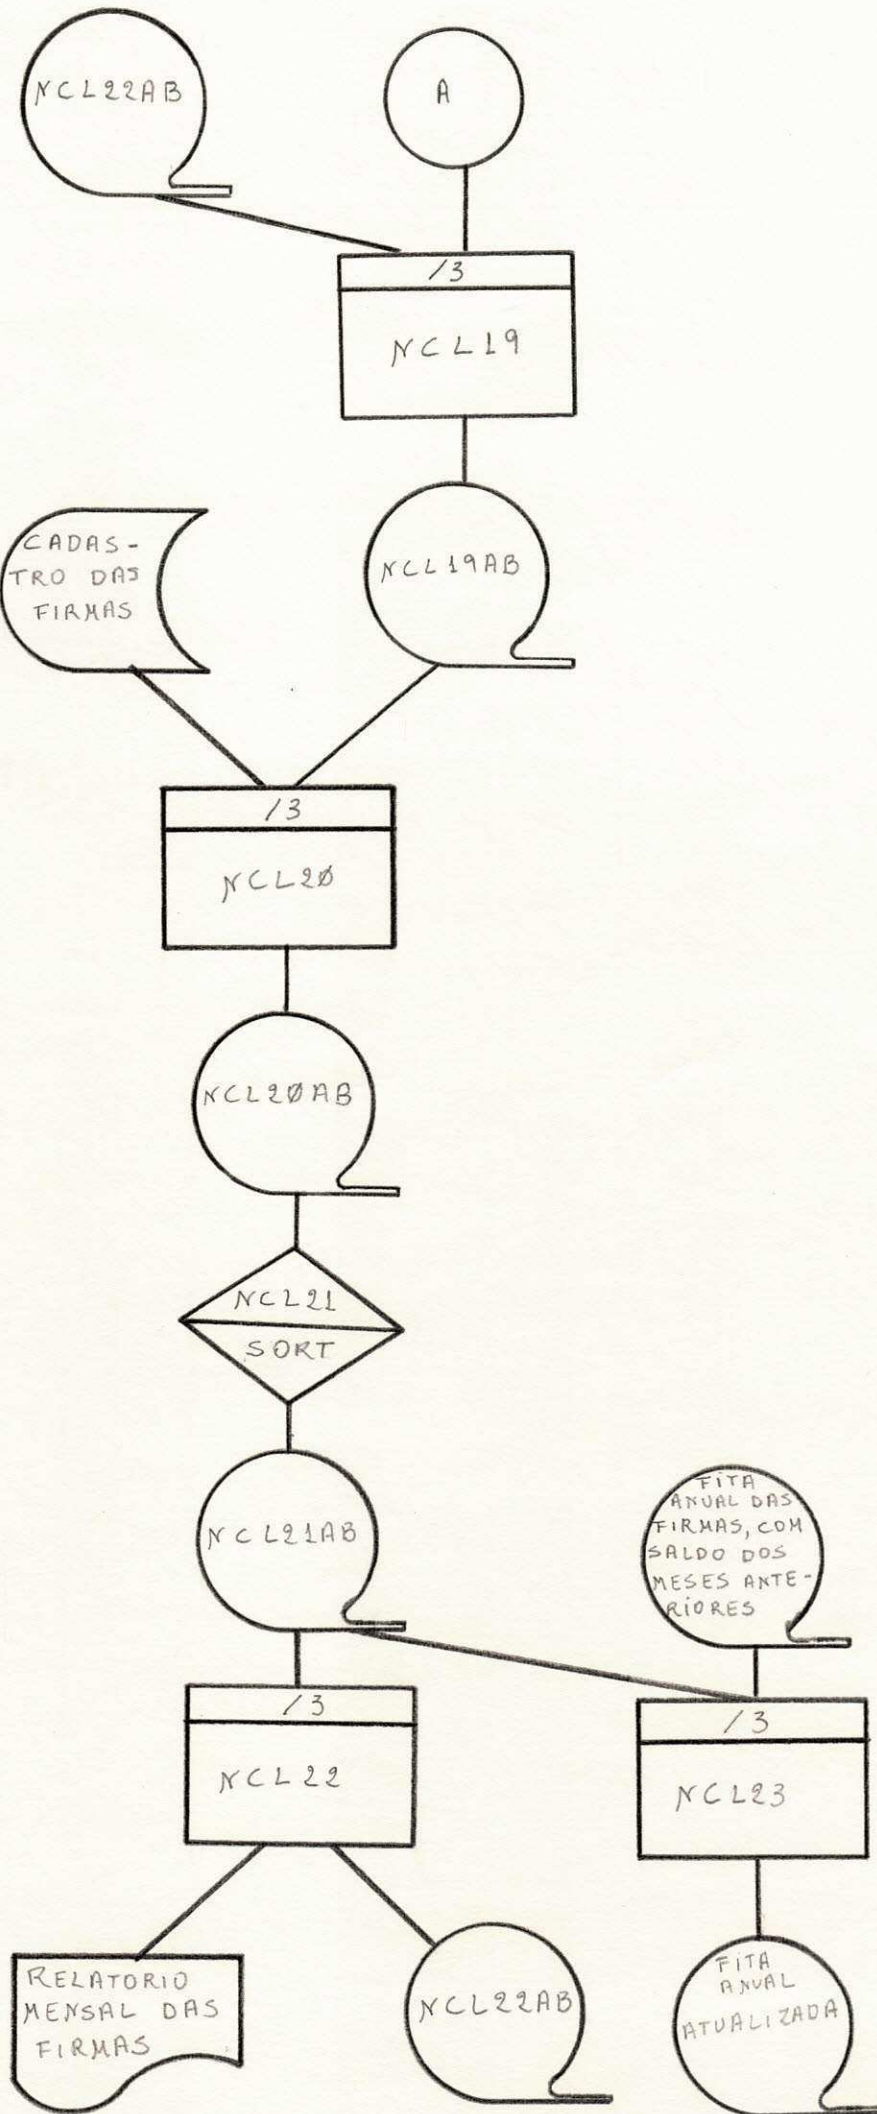 NCL22AB
A
/3
NCL19
CADAS-
TRO DAS
FIRMAS
NCL19AB
/3
NCL2Ø
NCL2ØAB
NCL21
SORT
NCL21AB
FITA
ANUAL DAS
FIRMAS, COM
SALDO DOS
MESES ANTE-
RIORES
/3
NCL22
/3
NCL23
RELATORIO
MENSAL DAS
FIRMAS
NCL22AB
FITA
ANUAL
ATUALIZADA